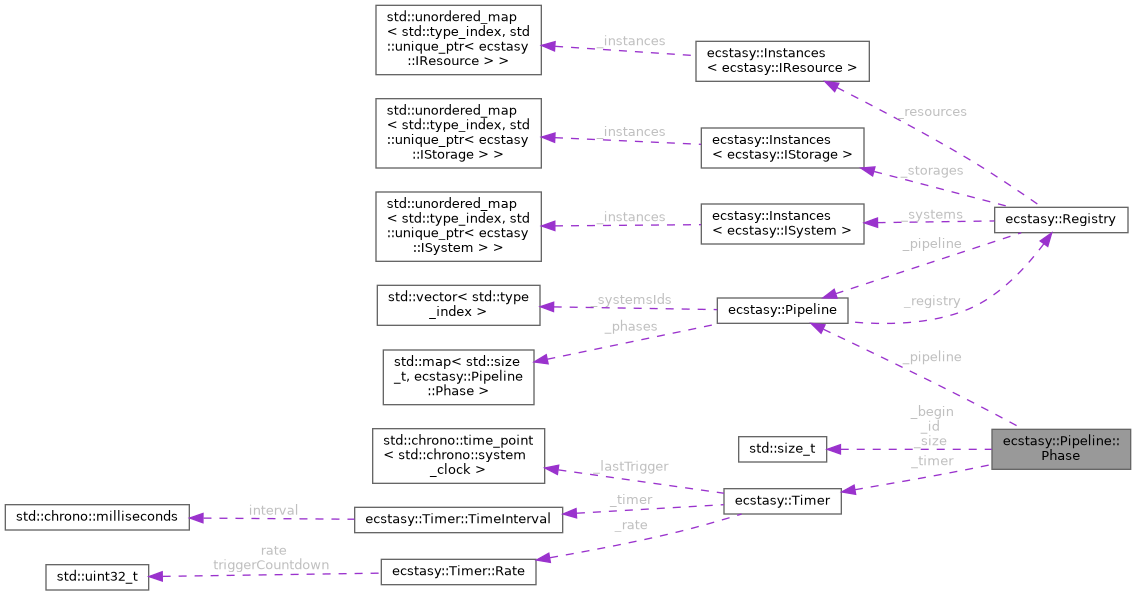 std::unordered_map
< std::type_index, std
::unique_ptr< ecstasy
::IResource > >
_instances
ecstasy::Instances
< ecstasy::IResource >
_resources
std::unordered_map
< std::type_index, std
::unique_ptr< ecstasy
::IStorage > >
_instances
ecstasy::Instances
< ecstasy::IStorage >
_storages
std::unordered_map
< std::type_index, std
::unique_ptr< ecstasy
::ISystem > >
_instances
ecstasy::Instances
< ecstasy::ISystem >
_systems
ecstasy::Registry
_pipeline
_registry
std::vector< std::type
_index >
_systemsIds
ecstasy::Pipeline
_phases
std::map< std::size
_t, ecstasy::Pipeline
::Phase >
_pipeline
std::chrono::time_point
< std::chrono::system
_clock >
_lastTrigger
std::size_t
_begin
_id
_size
_timer
ecstasy::Pipeline::
Phase
ecstasy::Timer
std::chrono::milliseconds
interval
ecstasy::Timer::TimeInterval
_timer
_rate
std::uint32_t
rate
triggerCountdown
ecstasy::Timer::Rate